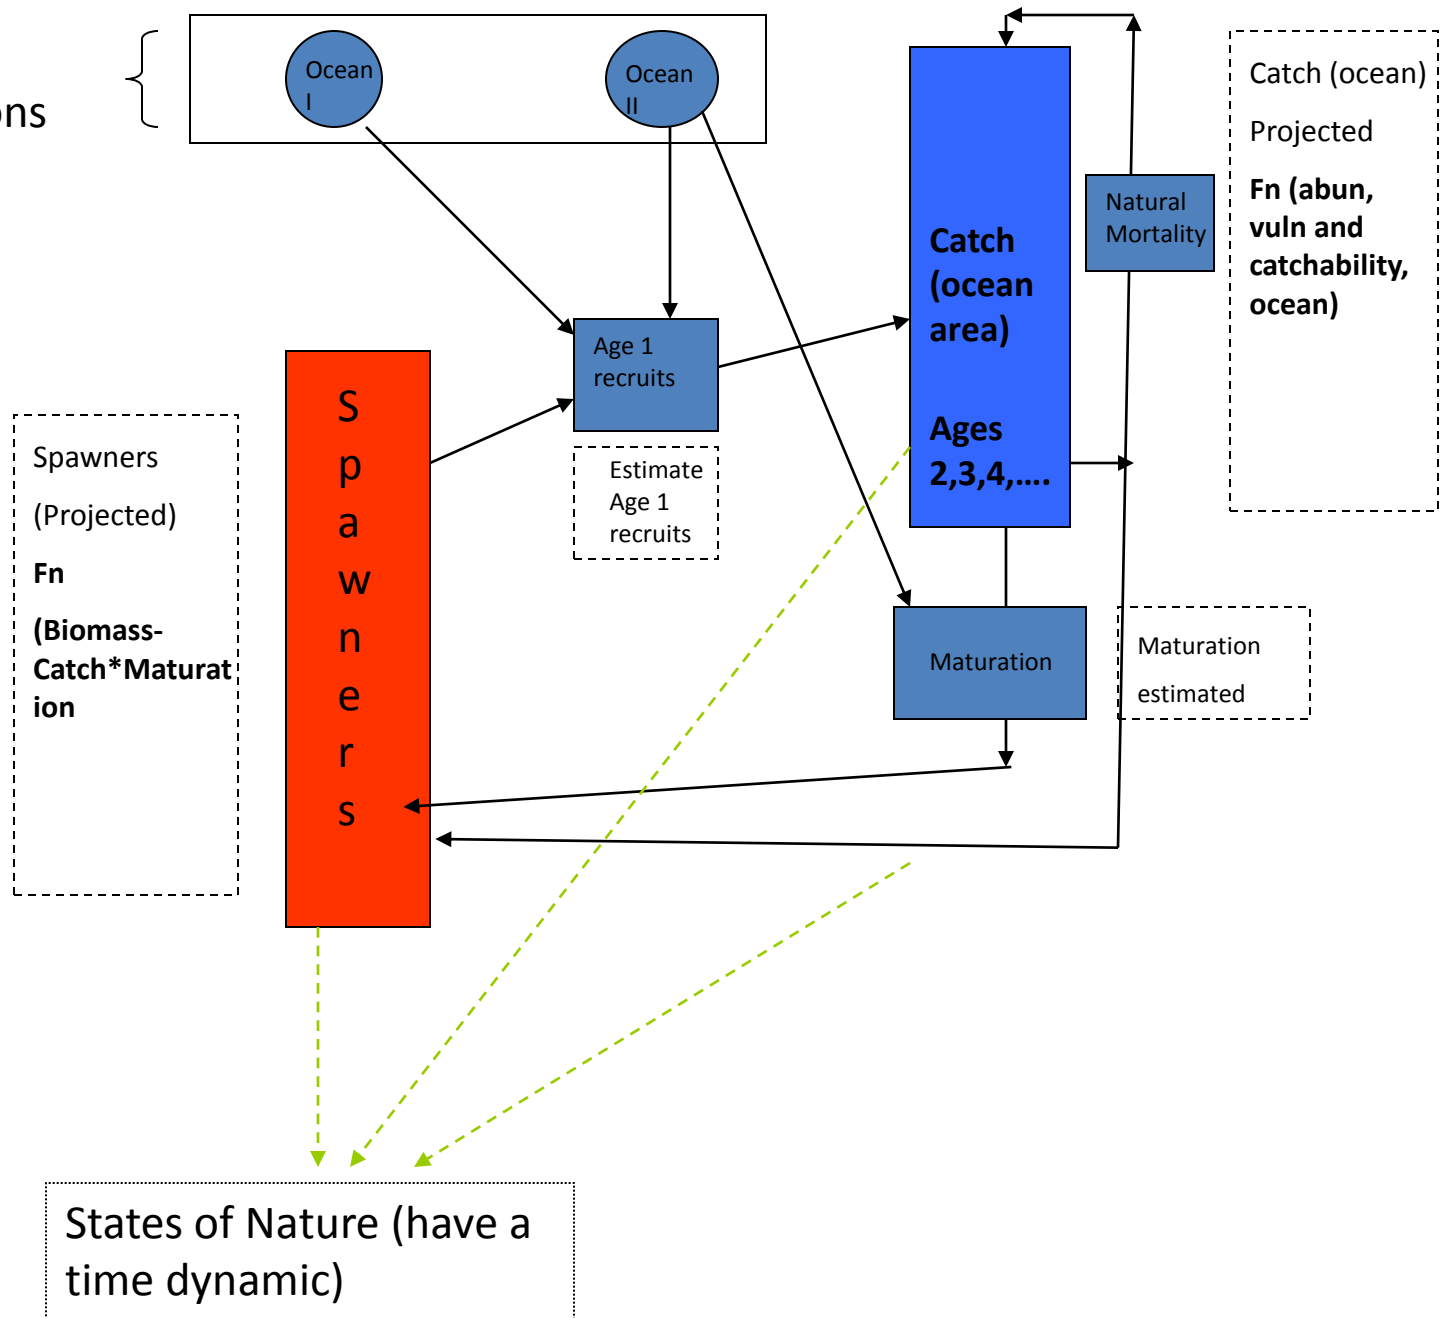 ons
Ocean
I
Ocean
II
Catch
(ocean
area)
Ages
2,3,4,....
Natural
Mortality
Catch (ocean)
Projected
Fn (abun,
vuln and
catchability,
ocean)
Age 1
recruits
Estimate
Age 1
recruits
S
p
a
w
n
e
r
s
Spawners
(Projected)
Fn
(Biomass-
Catch*Maturat
ion
Maturation
Maturation
estimated
States of Nature (have a
time dynamic)